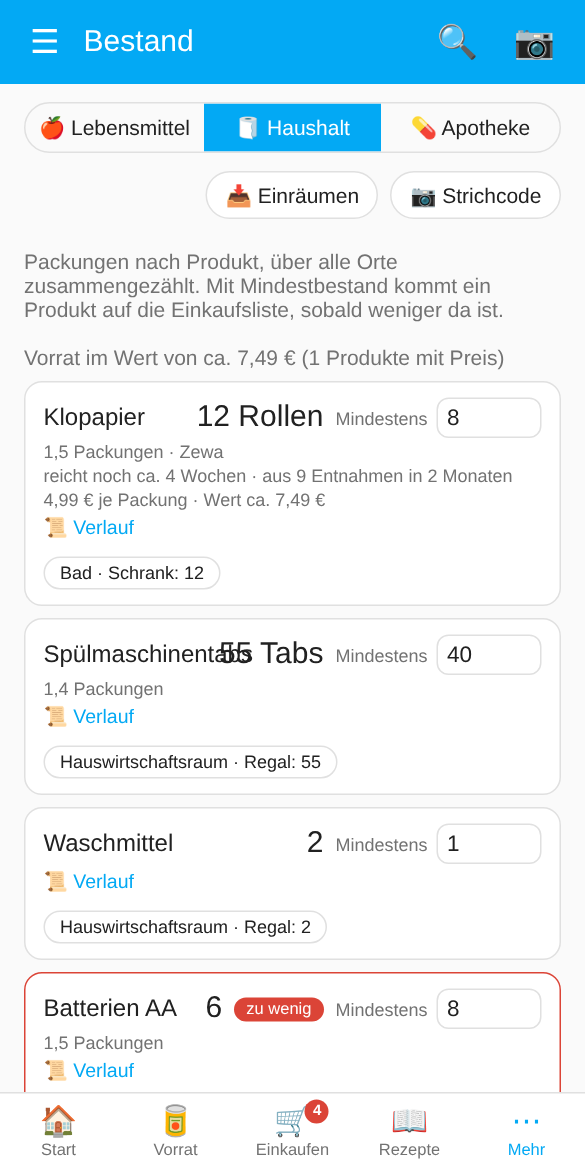 ☰ Bestand 🔍 📷
🍎 Lebensmittel 🧻 Haushalt 💊 Apotheke
📥 Einräumen 📷 Strichcode
Packungen nach Produkt, über alle Orte
zusammengezählt. Mit Mindestbestand kommt ein
Produkt auf die Einkaufsliste, sobald weniger da ist.
Vorrat im Wert von ca. 7,49 € (1 Produkte mit Preis)
Klopapier 12 Rollen Mindestens 8
1,5 Packungen · Zewa
reicht noch ca. 4 Wochen · aus 9 Entnahmen in 2 Monaten
4,99 € je Packung · Wert ca. 7,49 €
📜 Verlauf
Bad · Schrank: 12
Spülmaschinentabs 55 Tabs Mindestens 40
1,4 Packungen
📜 Verlauf
Hauswirtschaftsraum · Regal: 55
Waschmittel 2 Mindestens 1
📜 Verlauf
Hauswirtschaftsraum · Regal: 2
Batterien AA 6 zu wenig Mindestens 8
1,5 Packungen
📜 Verlauf
4
Start Vorrat Einkaufen Rezepte Mehr